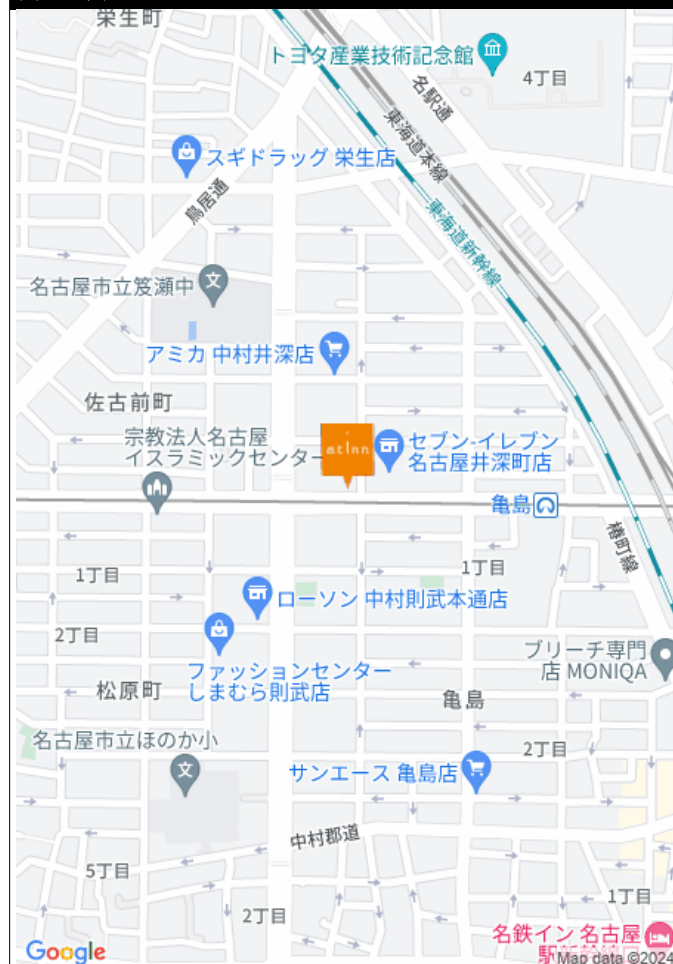 栄生町
トヨタ産業技術記念館
4丁目
名駅通
東海道本線
スギドラッグ 栄生店
鳥居通
東海道新幹線
名古屋市立笈瀬中
アミカ 中村井深店
佐古前町
宗教法人名古屋
イスラミックセンター
at inn
セブン-イレブン
名古屋井深町店
亀島
椿町線
1丁目
1丁目
ローソン 中村則武本通店
2丁目
ファッションセンター
しまむら則武店
ブリーチ専門
店 MONIQA
松原町
亀島
名古屋市立ほのか小
2丁目
サンエース 亀島店
中村郡道
5丁目
1丁目
2丁目
名鉄イン 名古屋
Google
Map data ©2024